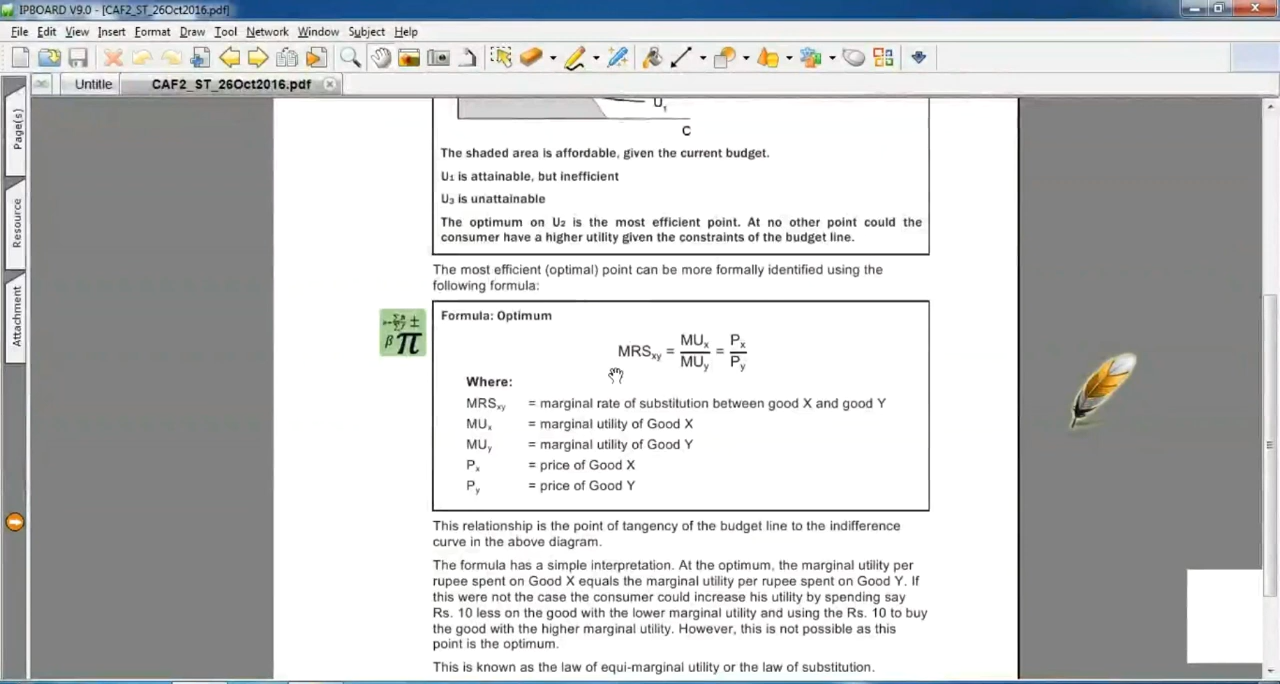 IPBOARD V9.0 - [CAF2_ST_26Oct2016.pdf]
File Edit View Insert Format Draw Tool Network Window Subject Help
Untitle CAF2_ST_26Oct2016.pdf
Page(s)
Resource
Attachment
U1
C
The shaded area is affordable, given the current budget.
U1 is attainable, but inefficient
U3 is unattainable
The optimum on U2 is the most efficient point. At no other point could the
consumer have a higher utility given the constraints of the budget line.
The most efficient (optimal) point can be more formally identified using the
following formula:
β π ±
Formula: Optimum
MRSxy = MUx/MUy = Px/Py
Where:
MRSxy = marginal rate of substitution between good X and good Y
MUx = marginal utility of Good X
MUy = marginal utility of Good Y
Px = price of Good X
Py = price of Good Y
This relationship is the point of tangency of the budget line to the indifference
curve in the above diagram.
The formula has a simple interpretation. At the optimum, the marginal utility per
rupee spent on Good X equals the marginal utility per rupee spent on Good Y. If
this were not the case the consumer could increase his utility by spending say
Rs. 10 less on the good with the lower marginal utility and using the Rs. 10 to buy
the good with the higher marginal utility. However, this is not possible as this
point is the optimum.
This is known as the law of equi-marginal utility or the law of substitution.